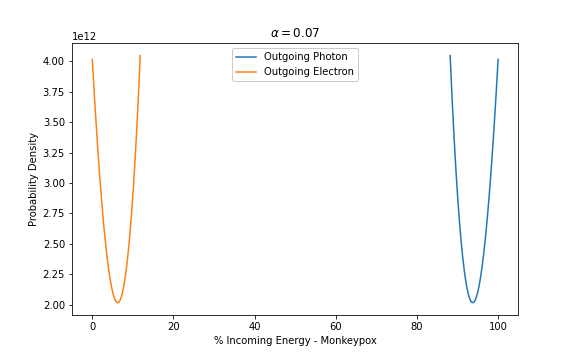 α = 0.07
1e12
Outgoing Photon
Outgoing Electron
4.00
3.75
3.50
3.25
3.00
2.75
2.50
2.25
2.00
Probability Density
0 20 40 60 80 100
% Incoming Energy - Monkeypox